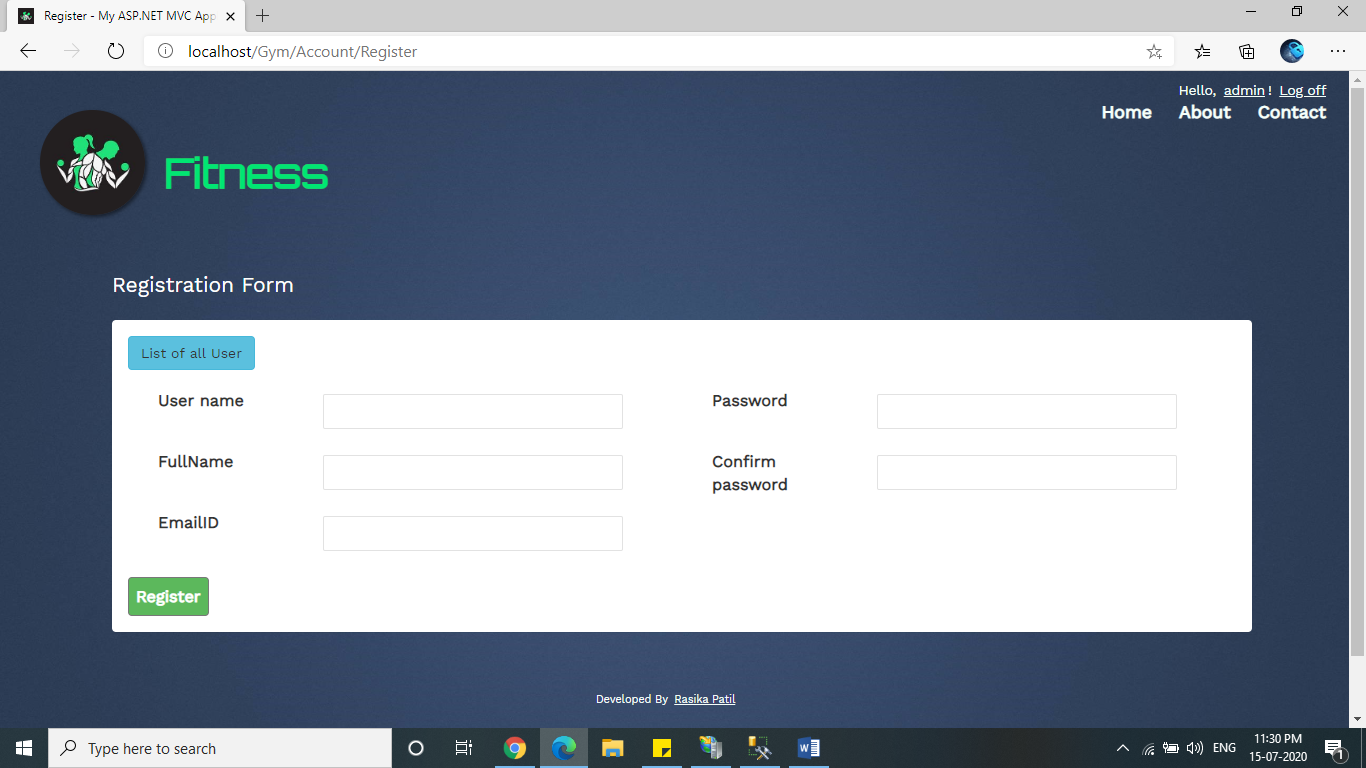 Register - My ASP.NET MVC App
localhost/Gym/Account/Register
Hello, admin ! Log off
Home About Contact
Fitness
Registration Form
List of all User
User name
Password
FullName
Confirm
password
EmailID
Register
Developed By Rasika Patil
Type here to search
ENG
11:30 PM
15-07-2020
1